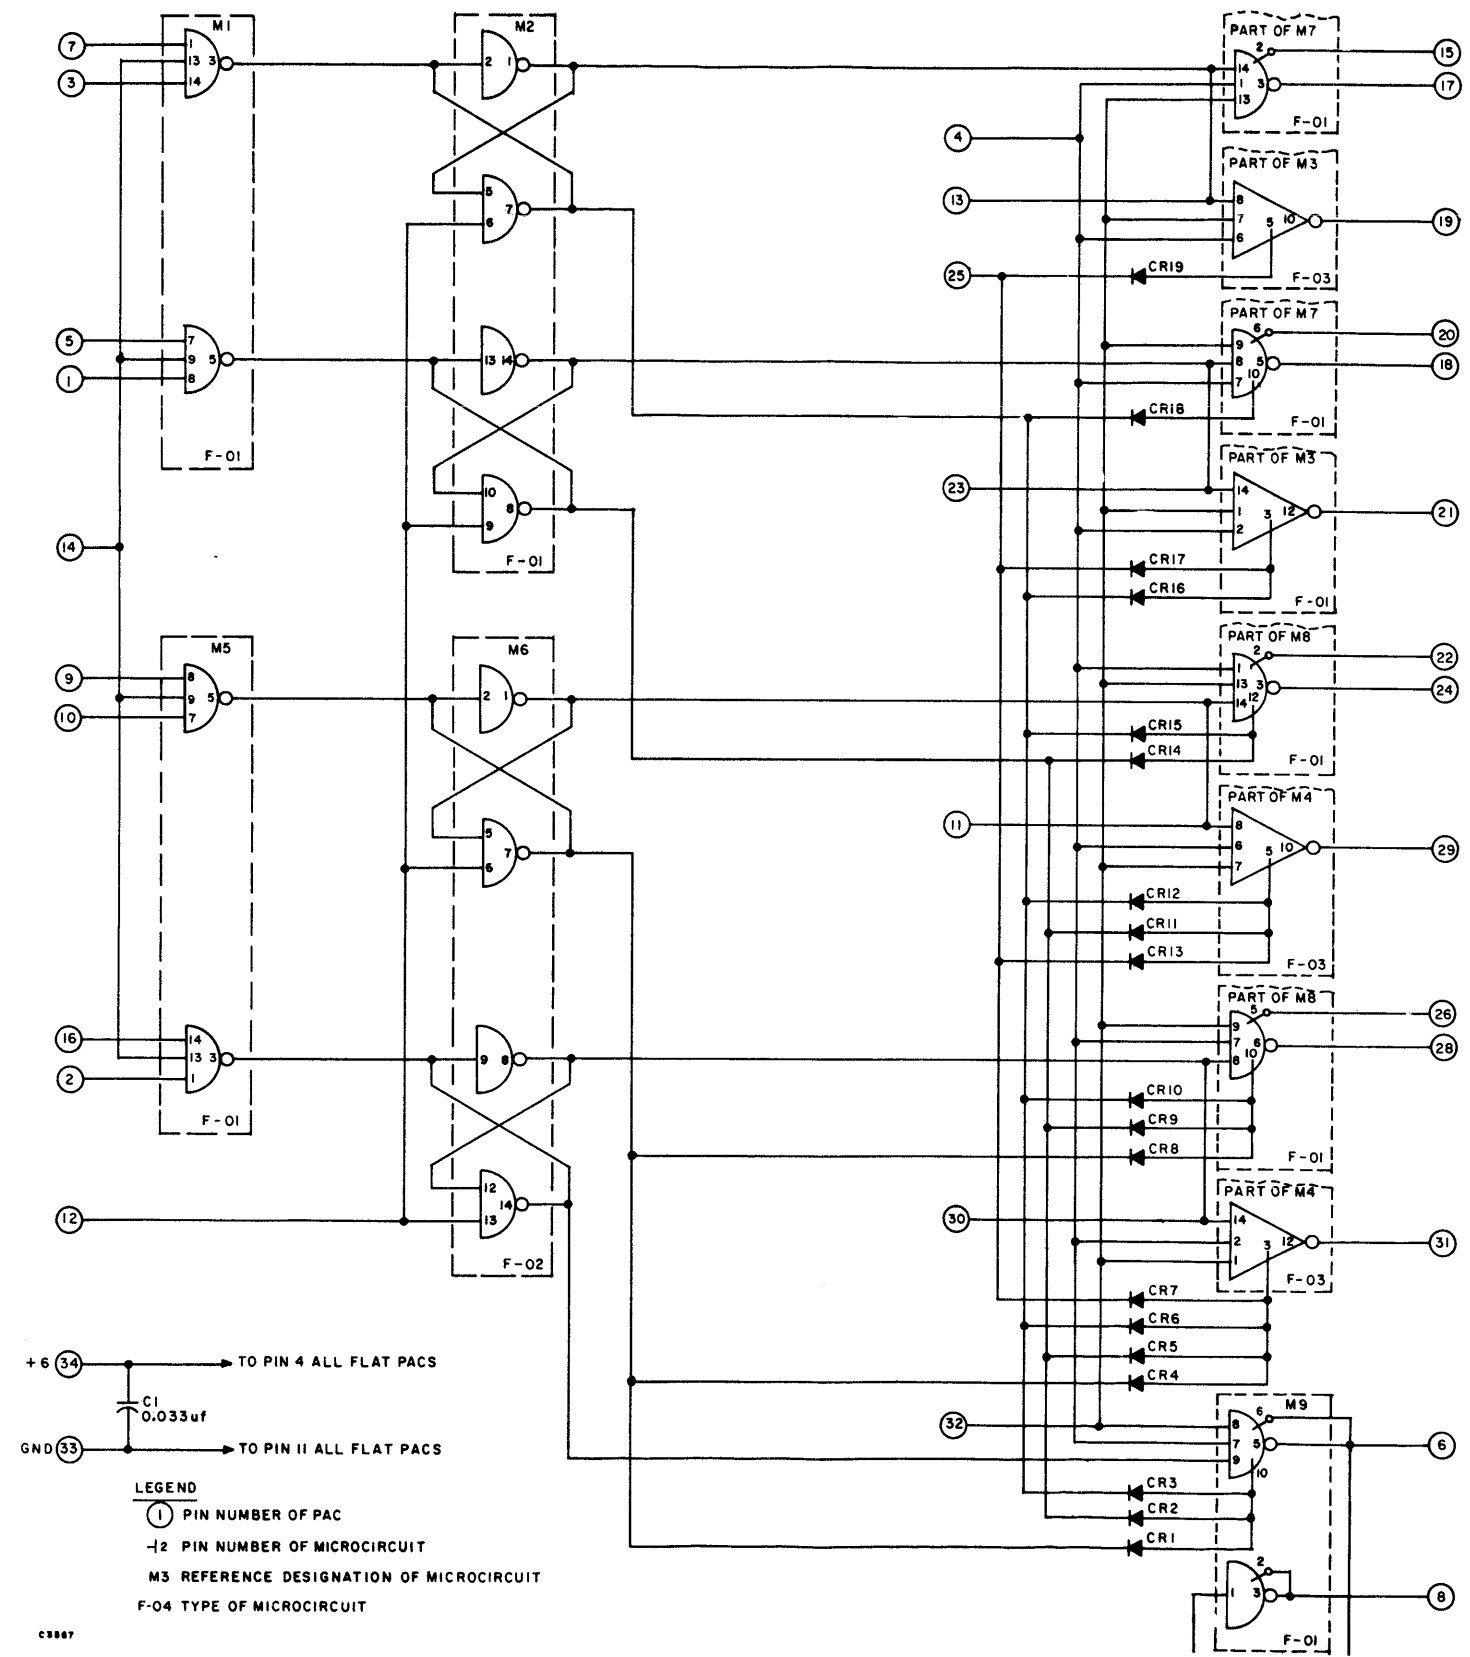 M1
M2
PART OF M7
7
1
13 3
14
3
2 1
2
14
1 3
13
15
17
F-01
4
PART OF M3
5
7
6
13
8
7 5 10
6
19
25
CR19
F-03
PART OF M7
5
7
9 5
8
1
13 14
6
9
8 5
10
7
20
18
CR18
F-01
F-01
PART OF M3
10
8
9
23
14
1 3 12
2
21
14
F-01
CR17
CR16
F-01
M5
M6
PART OF M8
9
8
9 5
7
10
2 1
2
1
13 3
12
14
22
24
CR15
CR14
F-01
PART OF M4
5
7
6
11
8
6 5 10
7
29
CR12
CR11
CR13
F-03
PART OF M8
16
14
13 3
1
2
9 8
5
9
7 6
10
8
26
28
F-01
CR10
CR9
CR8
F-01
PART OF M4
12
14
13
12
30
14
2 3 12
1
31
F-02
F-03
CR7
CR6
CR5
CR4
+6 34
TO PIN 4 ALL FLAT PACS
C1
0.033uf
GND 33
TO PIN 11 ALL FLAT PACS
M9
32
6
8
7 5
9
10
6
CR3
CR2
CR1
2
1 3
8
F-01
LEGEND
1 PIN NUMBER OF PAC
2 PIN NUMBER OF MICROCIRCUIT
M3 REFERENCE DESIGNATION OF MICROCIRCUIT
F-04 TYPE OF MICROCIRCUIT